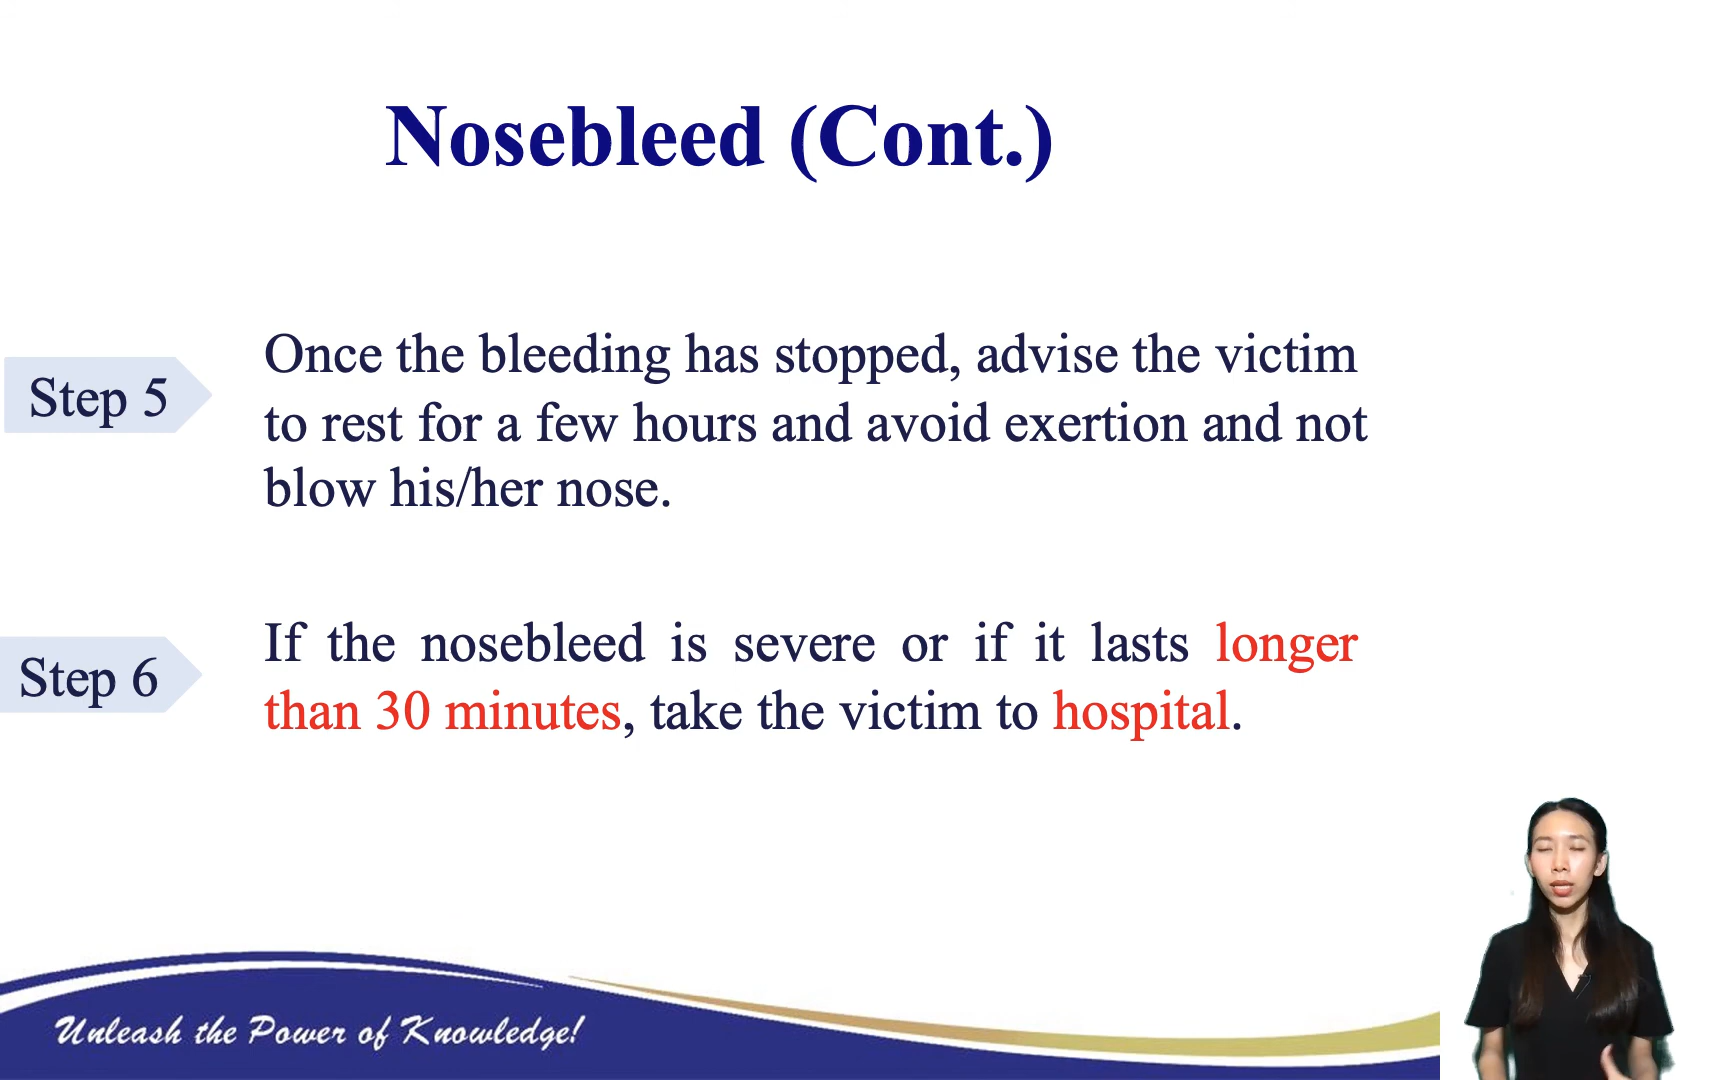 Nosebleed (Cont.)
Step 5
Once the bleeding has stopped, advise the victim
to rest for a few hours and avoid exertion and not
blow his/her nose.
Step 6
If the nosebleed is severe or if it lasts longer
than 30 minutes, take the victim to hospital.
Unleash the Power of Knowledge!